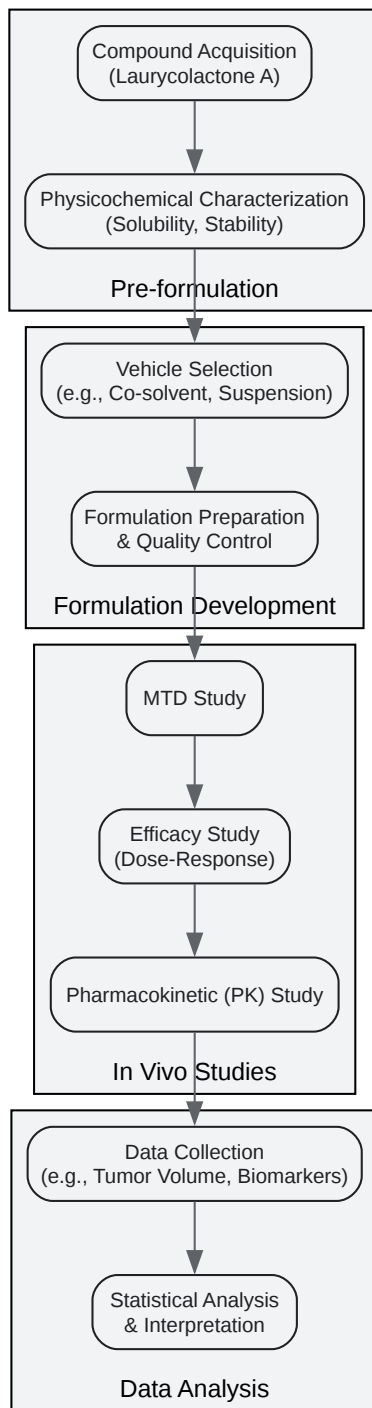 Compound Acquisition
(Laurycolactone A)
Physicochemical Characterization
(Solubility, Stability)
Pre-formulation
Vehicle Selection
(e.g., Co-solvent, Suspension)
Formulation Preparation
& Quality Control
Formulation Development
MTD Study
Efficacy Study
(Dose-Response)
Pharmacokinetic (PK) Study
In Vivo Studies
Data Collection
(e.g., Tumor Volume, Biomarkers)
Statistical Analysis
& Interpretation
Data Analysis